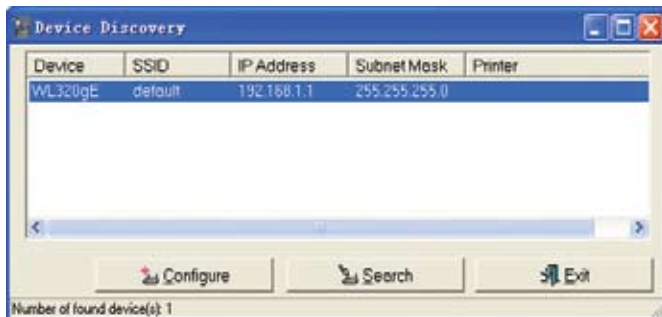 Device Discovery
Device SSID IP Address Subnet Mask Printer
WL320gE default 192.168.1.1 255.255.255.0
Configure Search Exit
Number of found device(s): 1